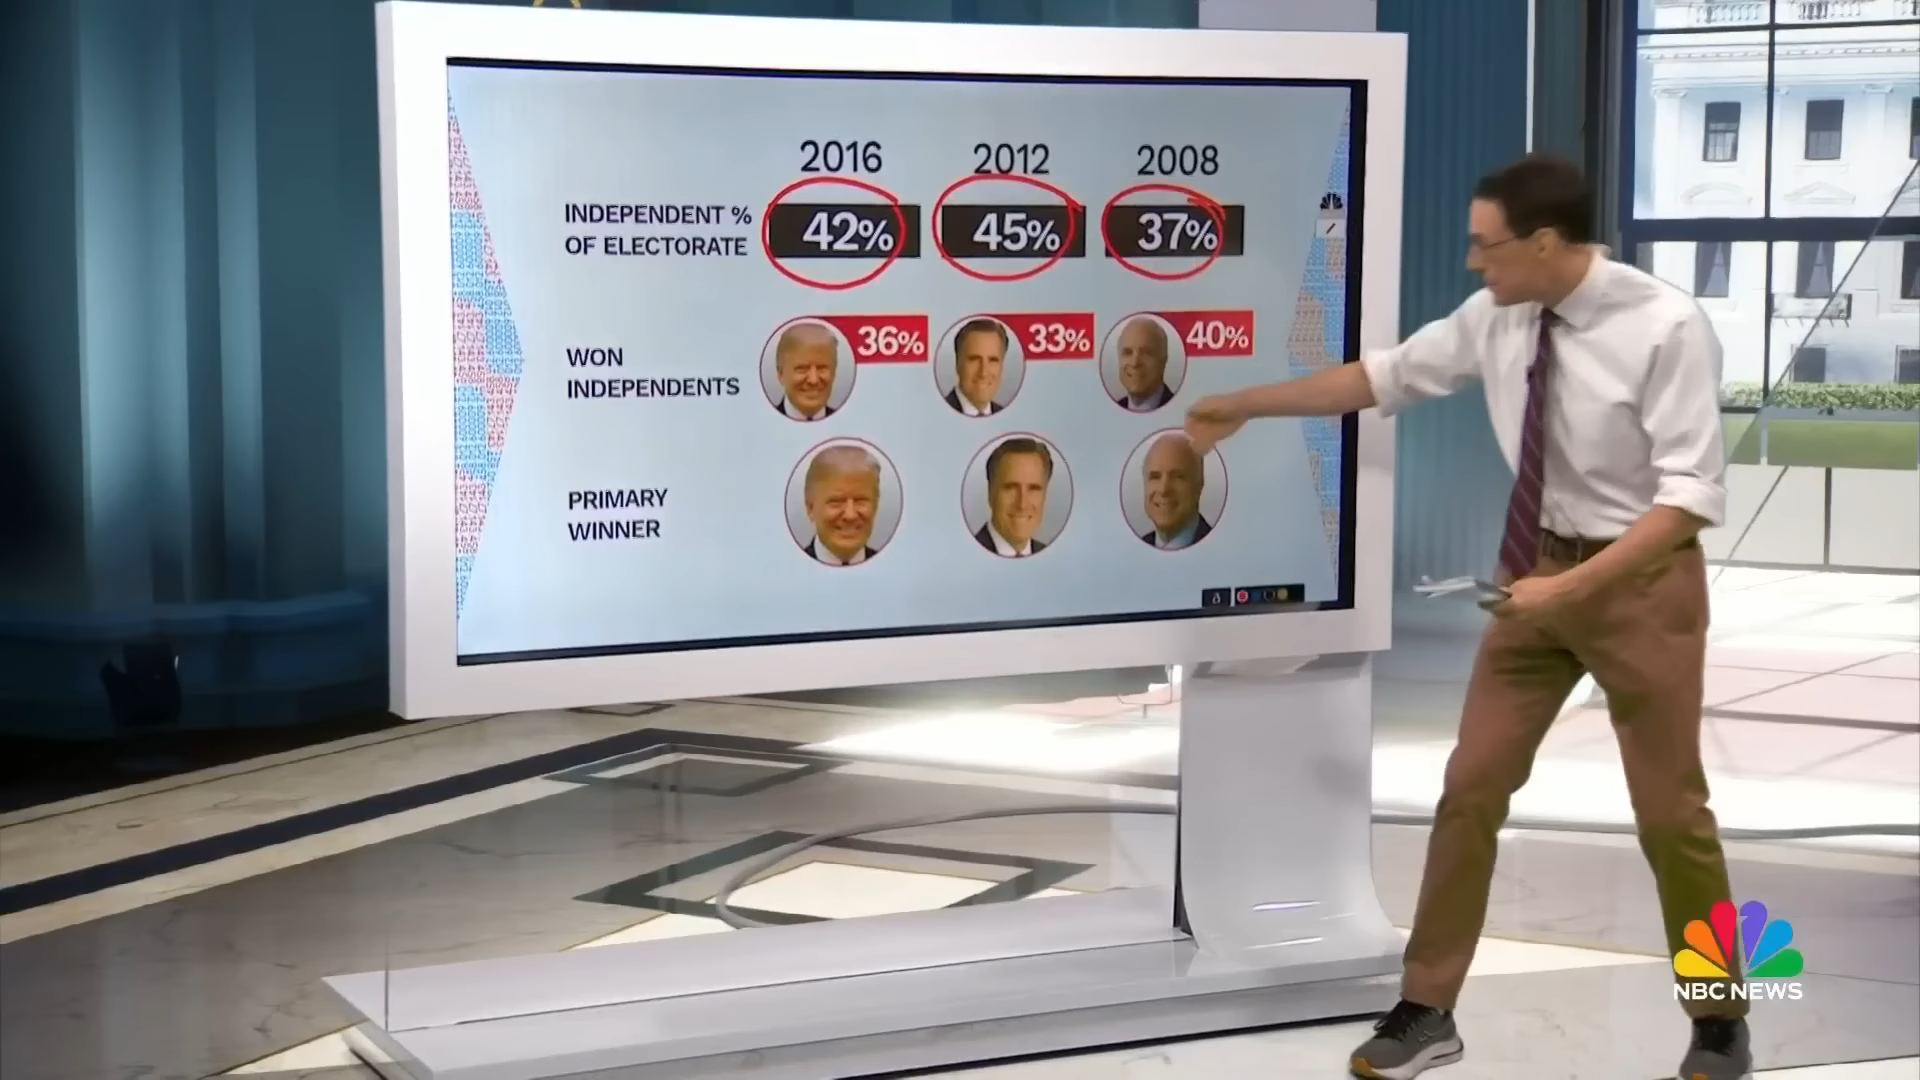 2016 2012 2008
INDEPENDENT %
OF ELECTORATE
42% 45% 37%
WON
INDEPENDENTS
36% 33% 40%
PRIMARY
WINNER
NBC NEWS